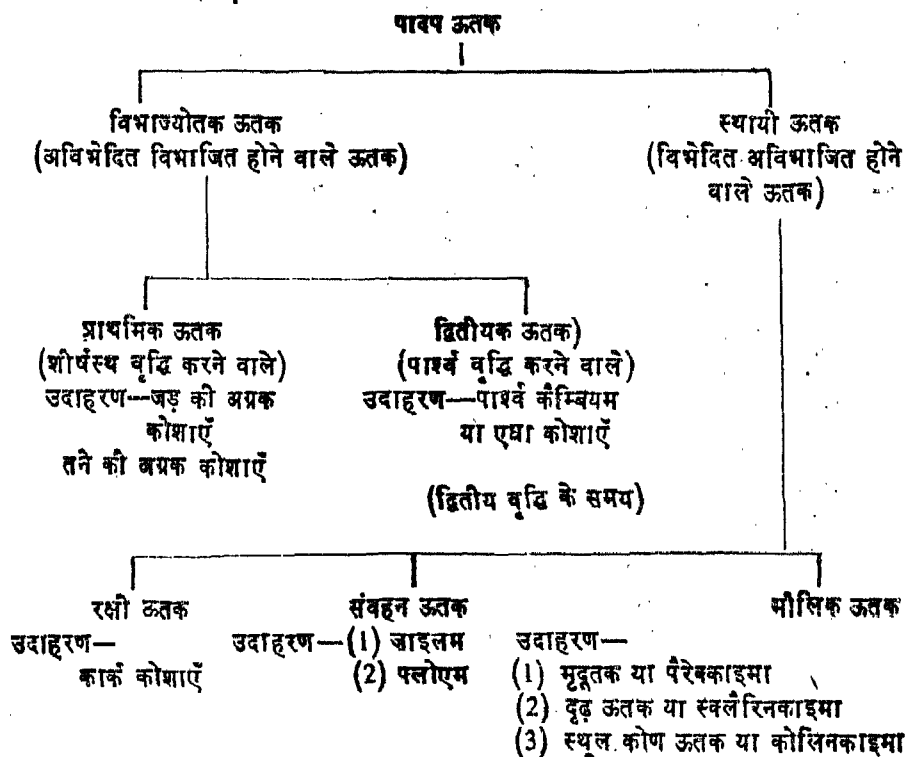 पादप ऊतक
विभाज्योतक ऊतक
(अविभेदित विभाजित होने वाले ऊतक)
स्थायी ऊतक
(विभेदित अविभाजित होने
वाले ऊतक)
प्राथमिक ऊतक
(शीर्षस्थ वृद्धि करने वाले)
उदाहरण—जड़ की अग्रक
कोशाएँ
तने की अग्रक कोशाएँ
द्वितीयक ऊतक)
(पार्श्व वृद्धि करने वाले)
उदाहरण—पार्श्व कैम्बियम
या एधा कोशाएँ
(द्वितीय वृद्धि के समय)
रक्षी ऊतक
उदाहरण—
कार्क कोशाएँ
संवहन ऊतक
उदाहरण—(1) जाइलम
(2) फ्लोएम
मौलिक ऊतक
उदाहरण—
(1) मृदूतक या पैरेक्काइमा
(2) दृढ़ ऊतक या स्क्लैरिनकाइमा
(3) स्थूल कोण ऊतक या कोलिनकाइमा